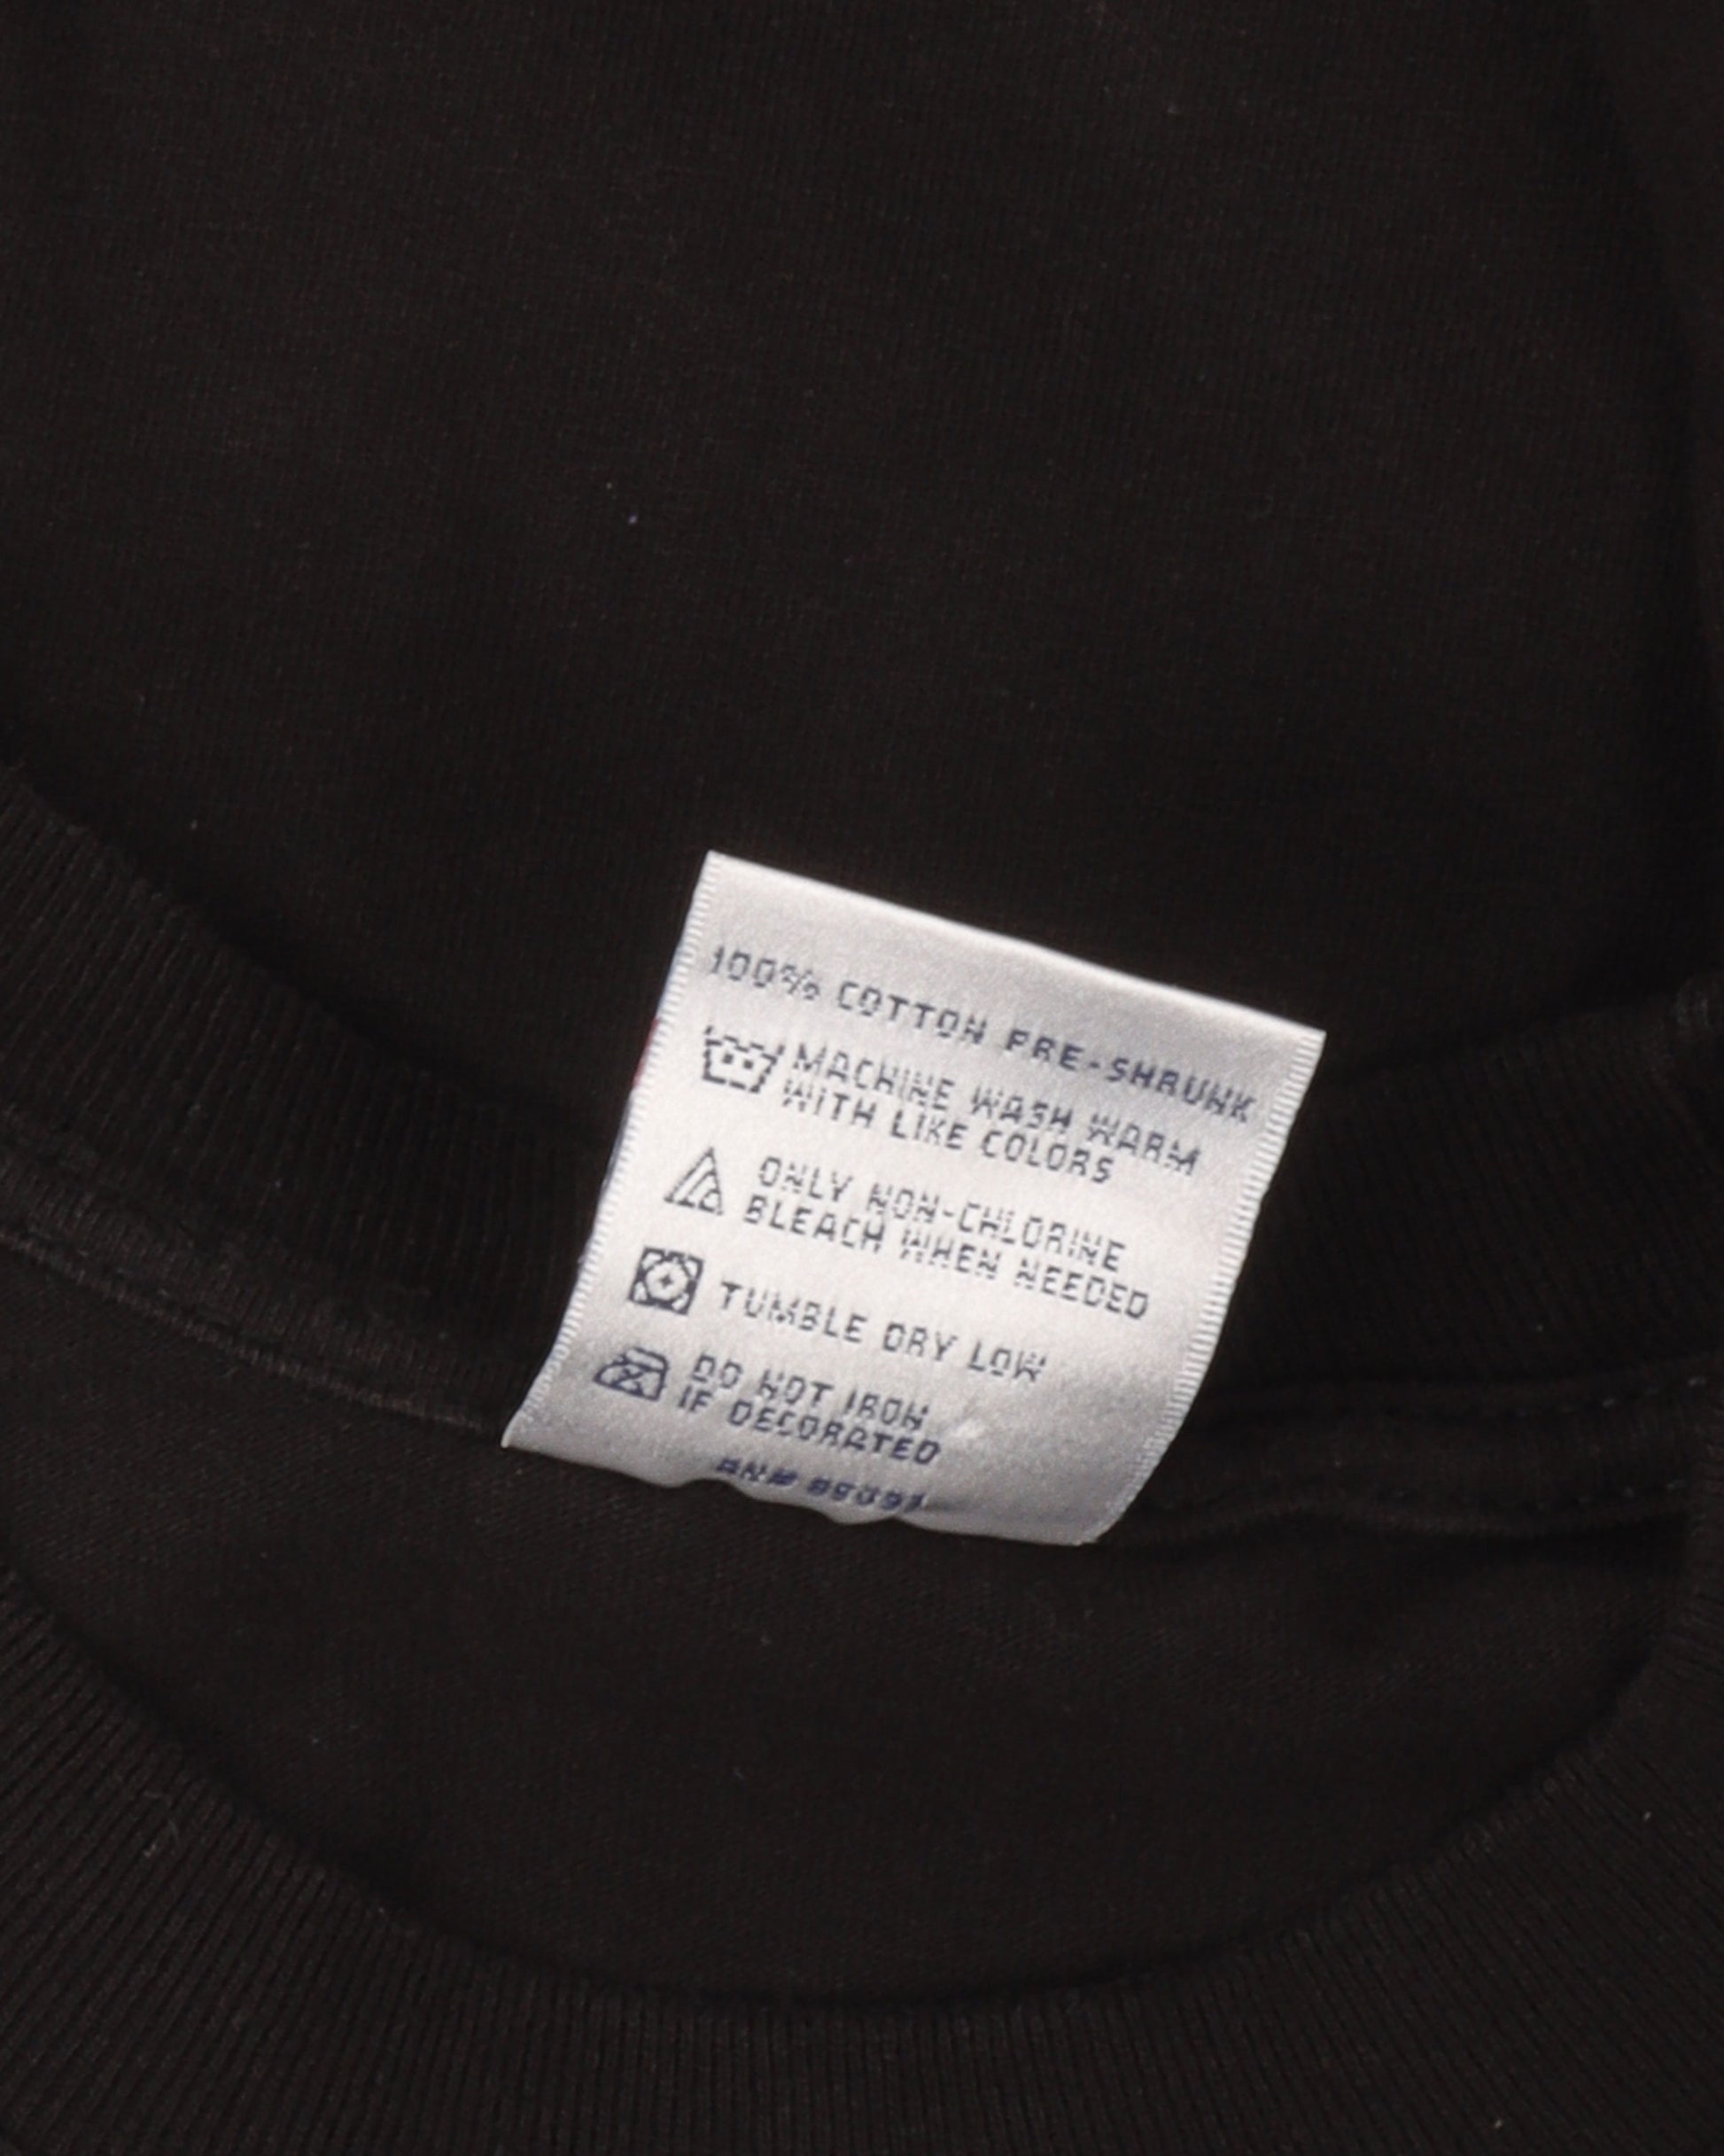 100% COTTON PRE-SHRUNK
MACHINE WASH WARM
WITH LIKE COLORS
ONLY NON-CHLORINE
BLEACH WHEN NEEDED
TUMBLE DRY LOW
DO NOT IRON
IF DECORATED